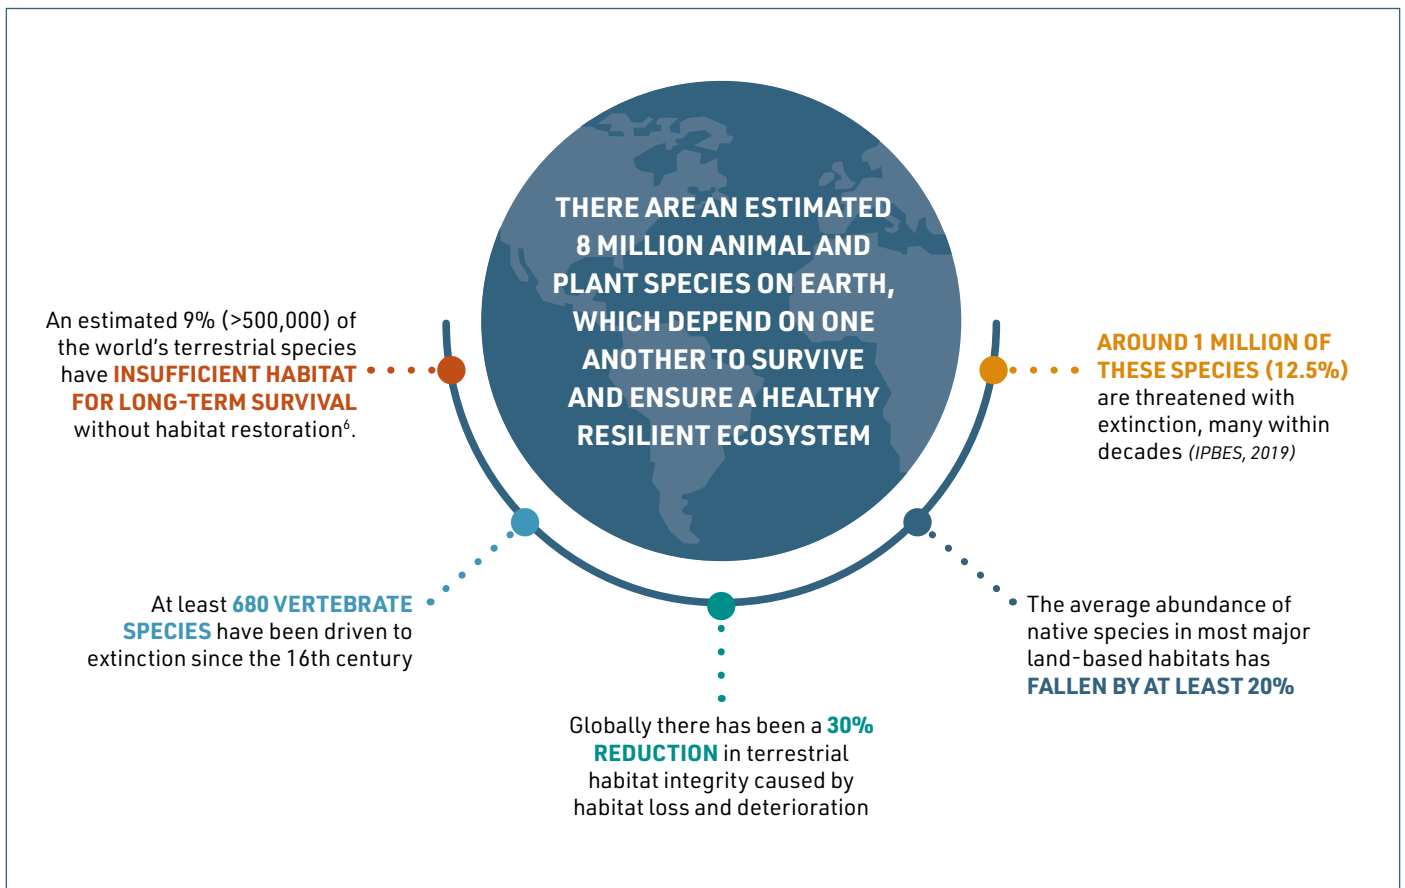 THERE ARE AN ESTIMATED
8 MILLION ANIMAL AND
PLANT SPECIES ON EARTH,
WHICH DEPEND ON ONE
ANOTHER TO SURVIVE
AND ENSURE A HEALTHY
RESILIENT ECOSYSTEM
An estimated 9% (>500,000) of
the world's terrestrial species
have INSUFFICIENT HABITAT
FOR LONG-TERM SURVIVAL
without habitat restoration⁶.
At least 680 VERTEBRATE
SPECIES have been driven to
extinction since the 16th century
Globally there has been a 30%
REDUCTION in terrestrial
habitat integrity caused by
habitat loss and deterioration
The average abundance of
native species in most major
land-based habitats has
FALLEN BY AT LEAST 20%
AROUND 1 MILLION OF
THESE SPECIES (12.5%)
are threatened with
extinction, many within
decades (IPBES, 2019)